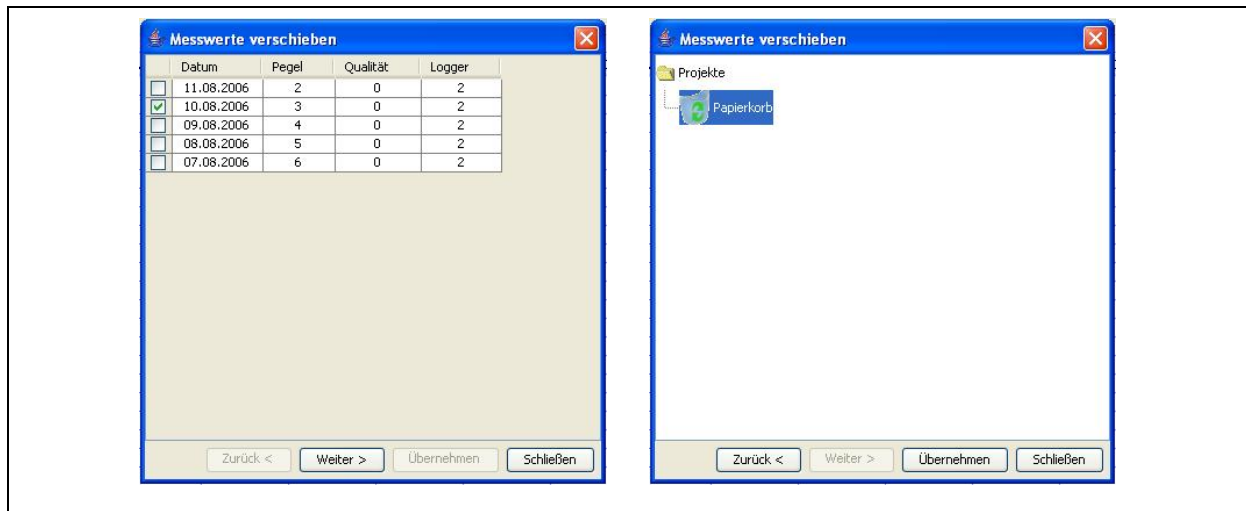 Messwerte verschieben
Datum Pegel Qualität Logger
11.08.2006 2 0 2
10.08.2006 3 0 2
09.08.2006 4 0 2
08.08.2006 5 0 2
07.08.2006 6 0 2
Zurück < Weiter > Übernehmen Schließen
Messwerte verschieben
Projekte
Papierkorb
Zurück < Weiter > Übernehmen Schließen